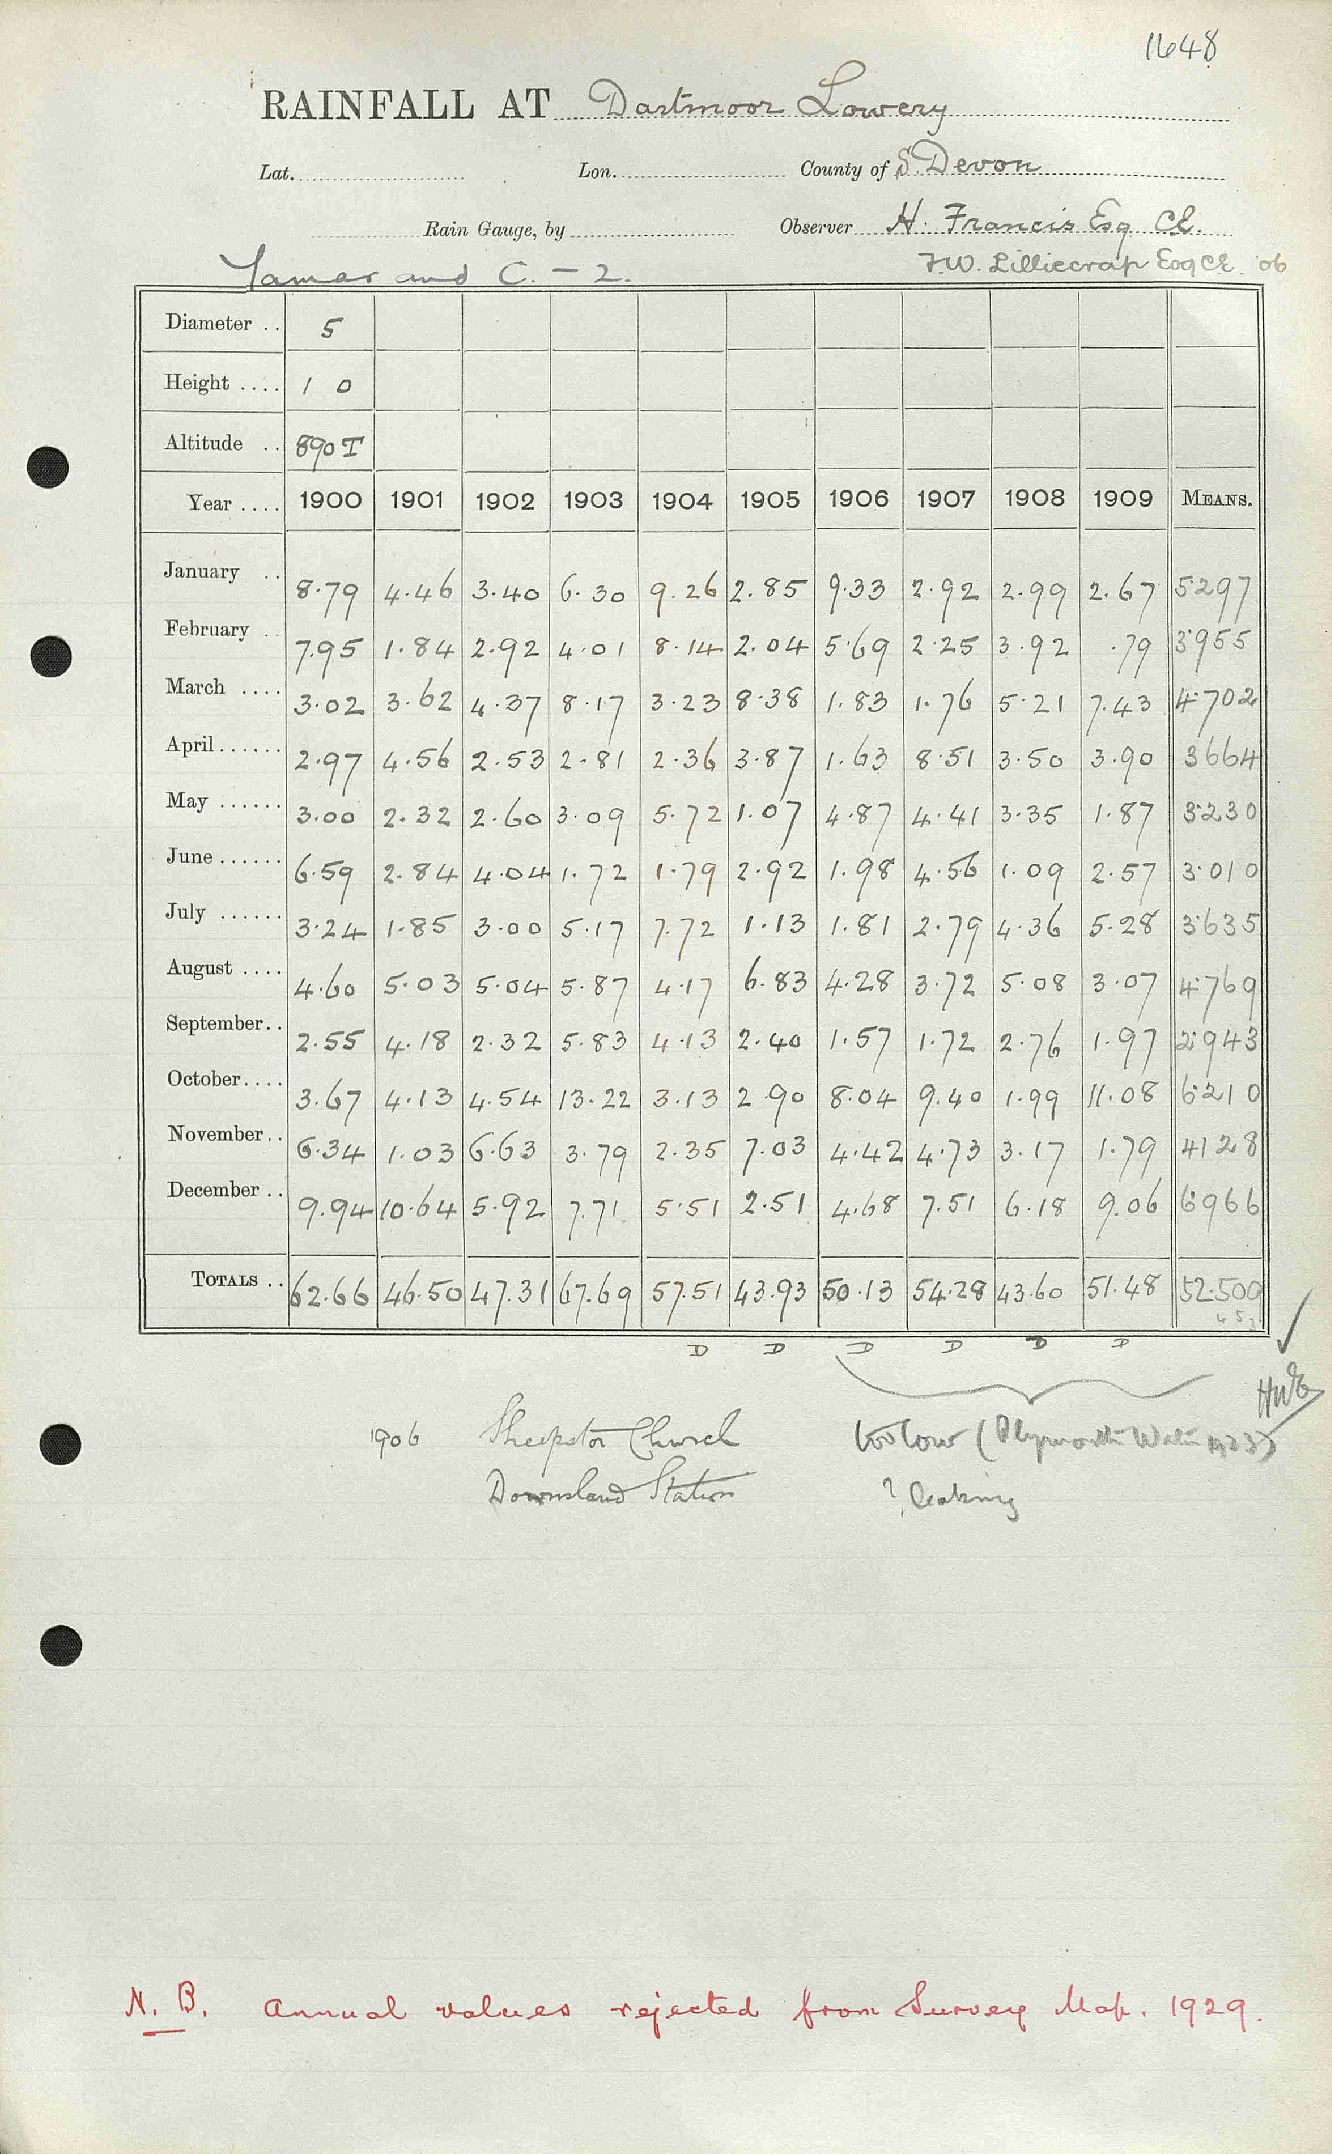 1648
RAINFALL AT Dartmoor Lowery
Lat. Lon. County of S. Devon
Rain Gauge, by Observer H. Francis Esq CE.
Tamar and C. - 2. F.W. Lilliecrap Esq CE '06
Diameter .. 5
Height .... 1 0
Altitude .. 890 T
Year .... 1900 1901 1902 1903 1904 1905 1906 1907 1908 1909 MEANS.
January .. 8.79 4.46 3.40 6.30 9.26 2.85 9.33 2.92 2.99 2.67 5297
February .. 7.95 1.84 2.92 4.01 8.14 2.04 5.69 2.25 3.92 .79 3.955
March .... 3.02 3.62 4.37 8.17 3.23 8.38 1.83 1.76 5.21 7.43 4.702
April ...... 2.97 4.56 2.53 2.81 2.36 3.87 1.63 8.51 3.50 3.90 3664
May ...... 3.00 2.32 2.60 3.09 5.72 1.07 4.87 4.41 3.35 1.87 3.230
June ...... 6.59 2.84 4.04 1.72 1.79 2.92 1.98 4.56 1.09 2.57 3.010
July ...... 3.24 1.85 3.00 5.17 7.72 1.13 1.81 2.79 4.36 5.28 3.635
August .... 4.60 5.03 5.04 5.87 4.17 6.83 4.28 3.72 5.08 3.07 4.769
September .. 2.55 4.18 2.32 5.83 4.13 2.40 1.57 1.72 2.76 1.97 2.943
October .... 3.67 4.13 4.54 13.22 3.13 2.90 8.04 9.40 1.99 11.08 6210
November .. 6.34 1.03 6.63 3.79 2.35 7.03 4.42 4.73 3.17 1.79 4128
December .. 9.94 10.64 5.92 7.71 5.51 2.51 4.68 7.51 6.18 9.06 6966
TOTALS .. 62.66 46.50 47.31 67.69 57.51 43.93 50.13 54.28 43.60 51.48 52.500
D D D D D D
1906 Sheepstor Church too low (Plymouth Water 1923)
Downsland Station ? leaking
N. B. Annual values rejected from Survey Map. 1929.